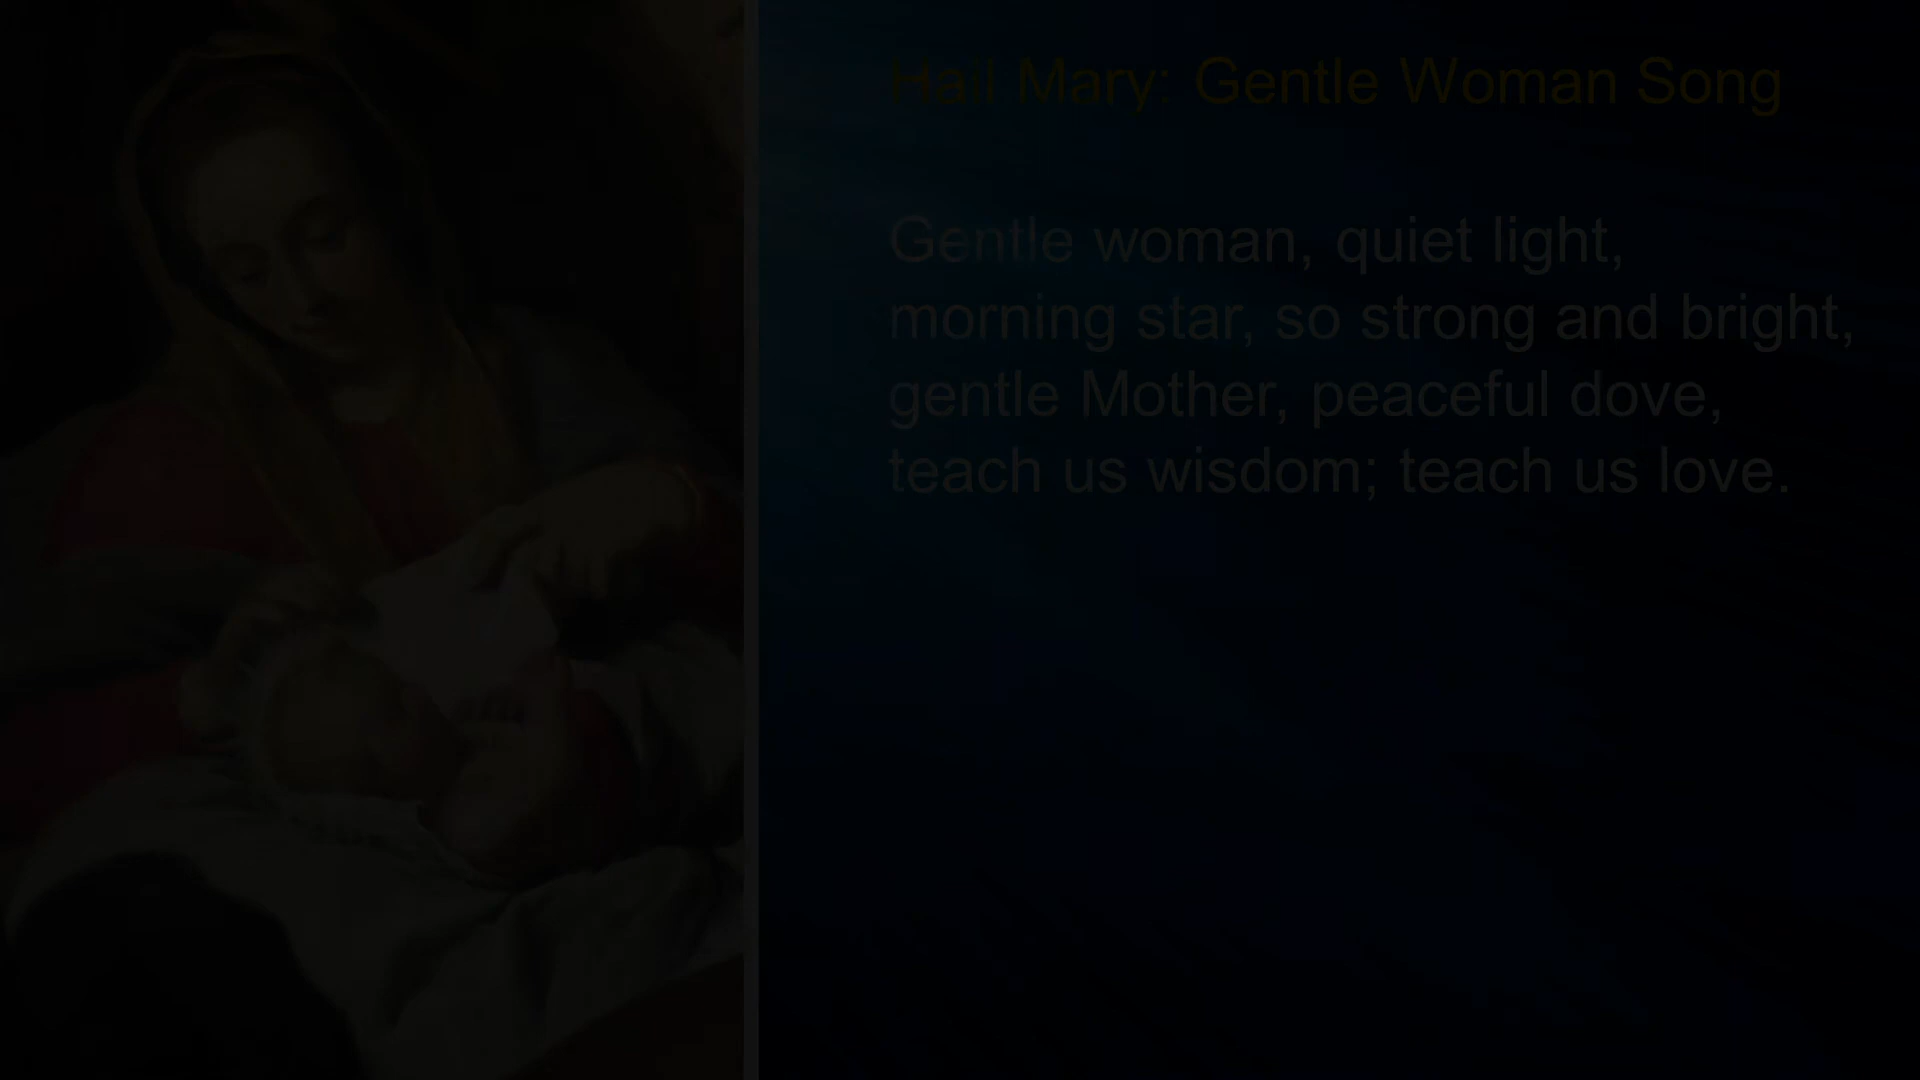 Hail Mary: Gentle Woman Song
Gentle woman, quiet light,
morning star, so strong and bright,
gentle Mother, peaceful dove,
teach us wisdom; teach us love.